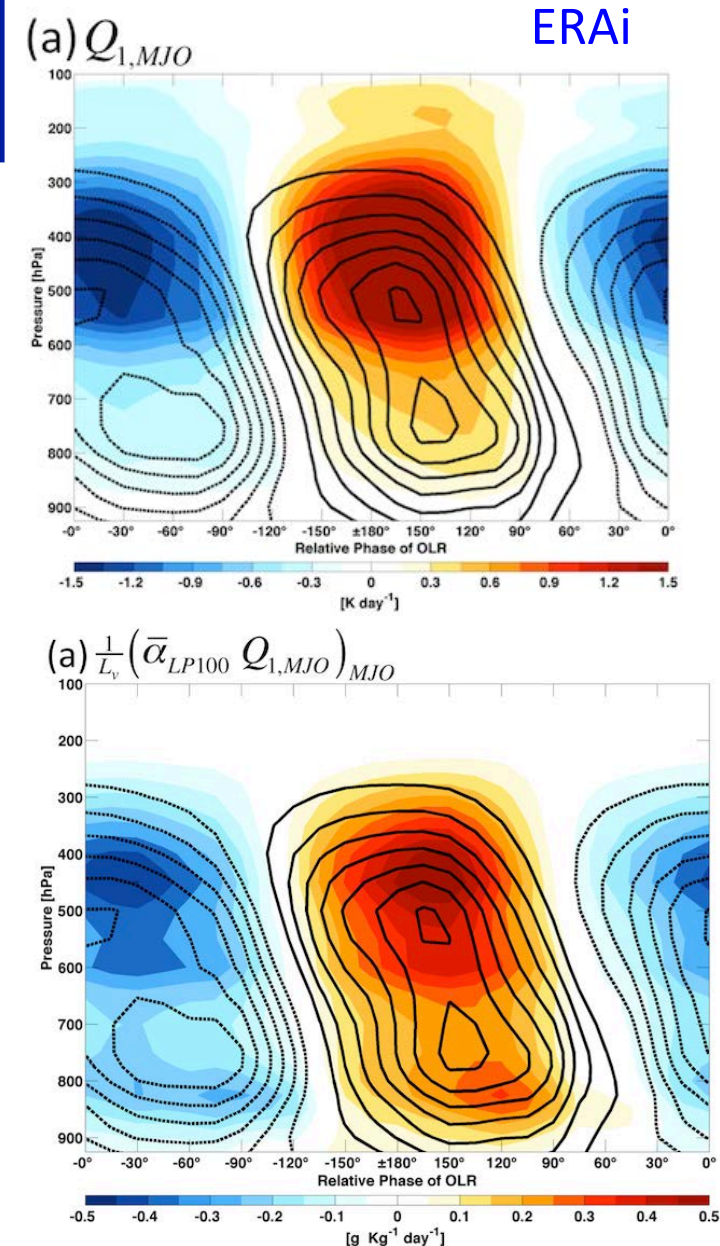 ERAi
(a) Q₁,MJO
100
200
300
400
500
600
700
800
900
Pressure [hPa]
-0° -30° -60° -90° -120° -150° ±180° 150° 120° 90° 60° 30° 0°
Relative Phase of OLR
-1.5 -1.2 -0.9 -0.6 -0.3 0 0.3 0.6 0.9 1.2 1.5
[K day⁻¹]
(a) 1/Lᵥ (ᾱ_LP100 Q₁,MJO)_MJO
100
200
300
400
500
600
700
800
900
Pressure [hPa]
-0° -30° -60° -90° -120° -150° ±180° 150° 120° 90° 60° 30° 0°
Relative Phase of OLR
-0.5 -0.4 -0.3 -0.2 -0.1 0 0.1 0.2 0.3 0.4 0.5
[g Kg⁻¹ day⁻¹]